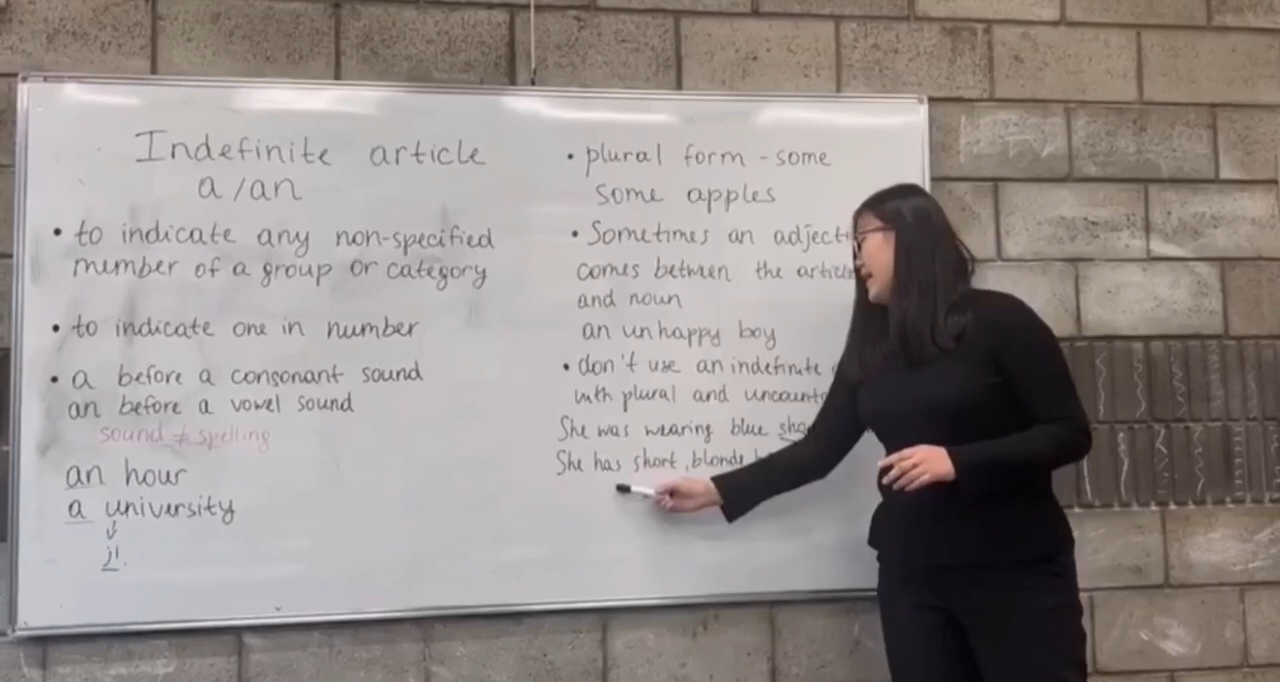 Indefinite article
a/an
• to indicate any non-specified
member of a group or category
• to indicate one in number
• a before a consonant sound
an before a vowel sound
sound ≠ spelling
an hour
a university
↓
j
• plural form - some
some apples
• Sometimes an
comes between the
and noun
an unhappy boy
• don't use an indefinite
with plural and
She was wearing blue
She has short, blonde